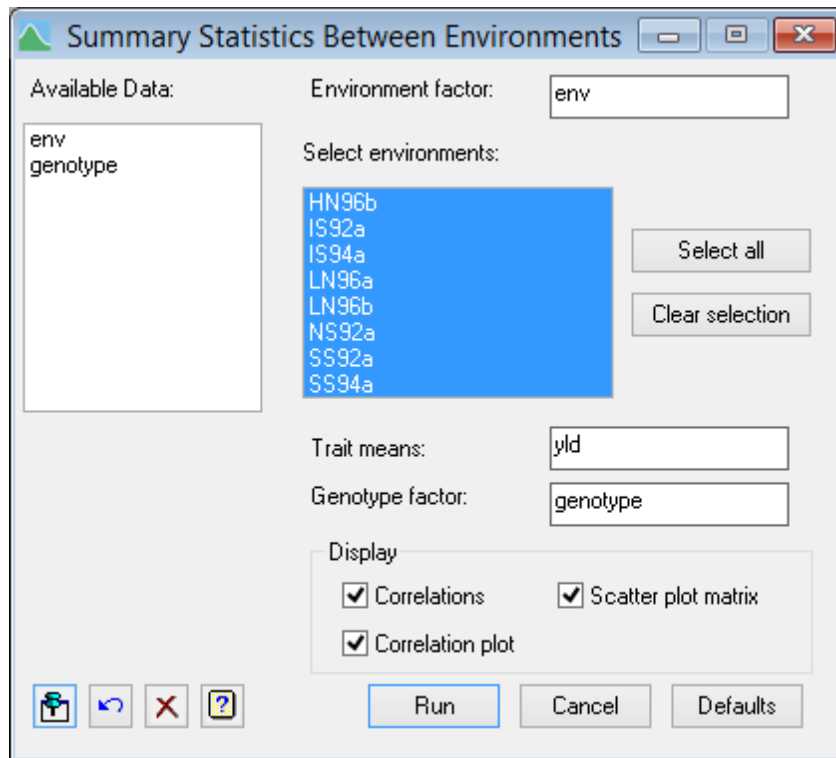 Summary Statistics Between Environments
Available Data:
env
genotype
Environment factor:
env
Select environments:
HN96b
IS92a
IS94a
LN96a
LN96b
NS92a
SS92a
SS94a
Select all
Clear selection
Trait means:
yld
Genotype factor:
genotype
Display
Correlations
Scatter plot matrix
Correlation plot
?
Run
Cancel
Defaults